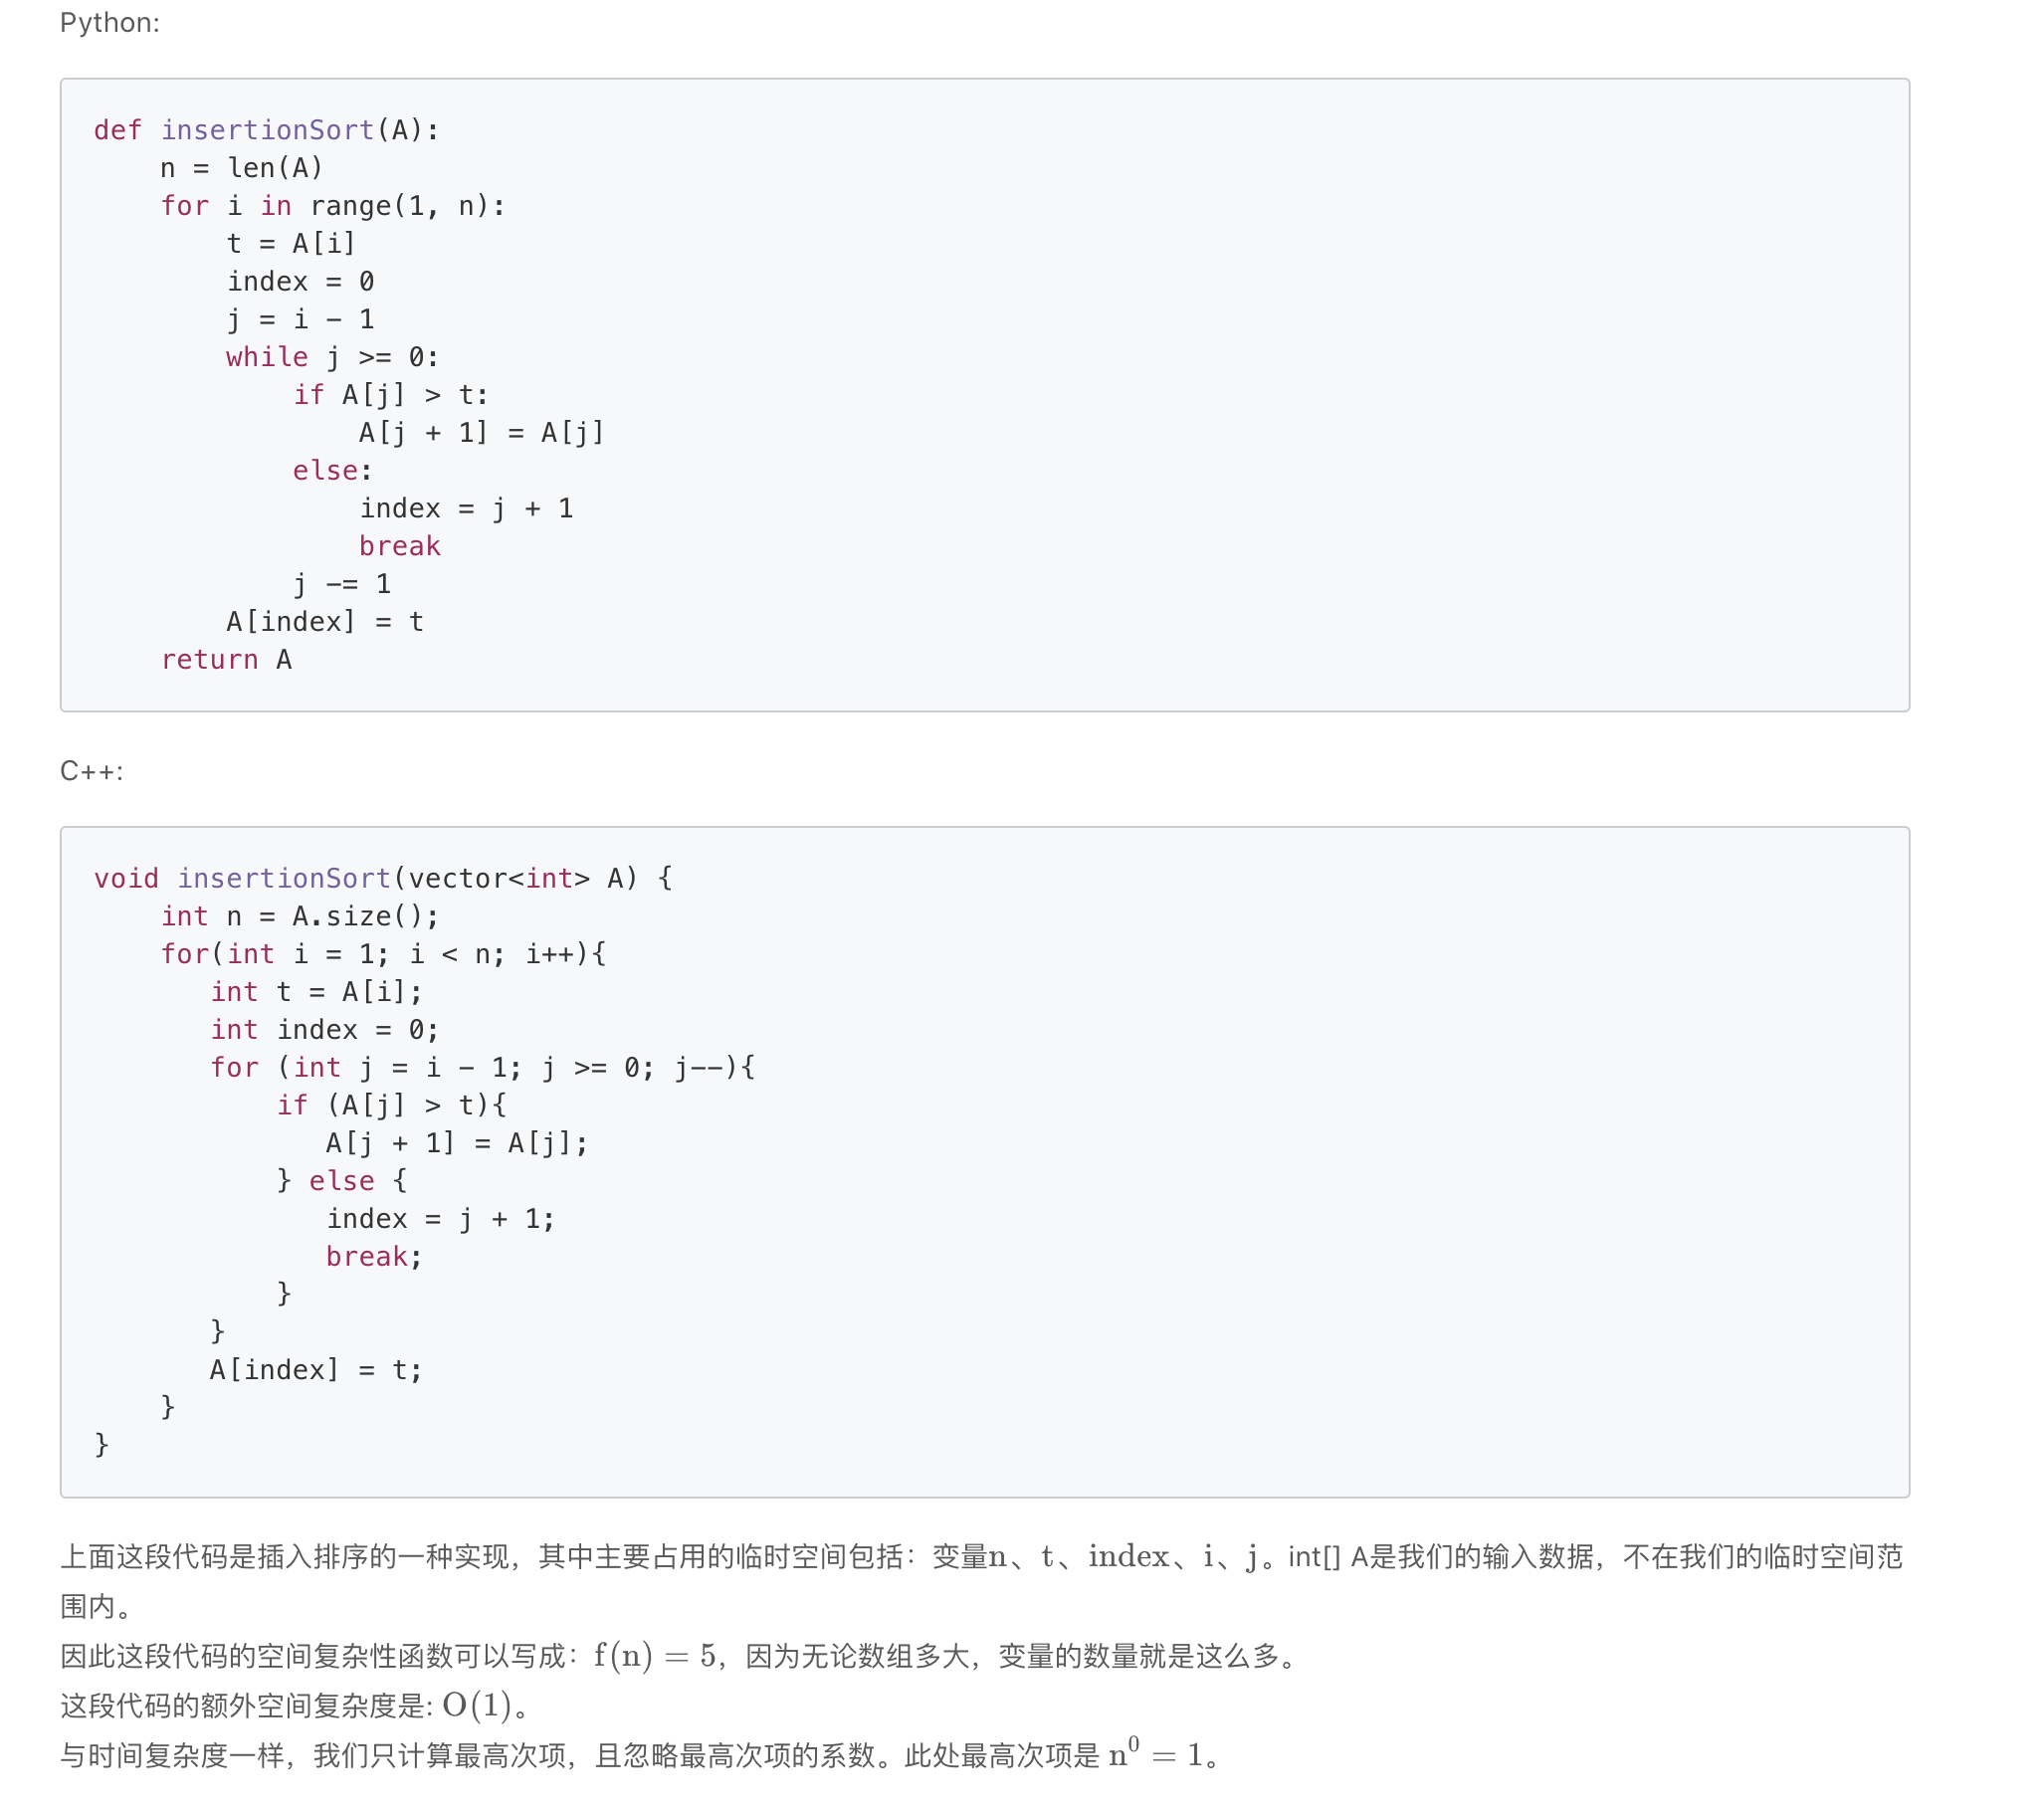 Python:
def insertionSort(A):
    n = len(A)
    for i in range(1, n):
        t = A[i]
        index = 0
        j = i - 1
        while j >= 0:
            if A[j] > t:
                A[j + 1] = A[j]
            else:
                index = j + 1
                break
            j -= 1
        A[index] = t
    return A
C++:
void insertionSort(vector<int> A) {
    int n = A.size();
    for(int i = 1; i < n; i++){
       int t = A[i];
       int index = 0;
       for (int j = i - 1; j >= 0; j--){
           if (A[j] > t){
              A[j + 1] = A[j];
           } else {
              index = j + 1;
              break;
           }
       }
       A[index] = t;
    }
}
上面这段代码是插入排序的一种实现，其中主要占用的临时空间包括：变量n、t、index、i、j。int[] A是我们的输入数据，不在我们的临时空间范
围内。
因此这段代码的空间复杂性函数可以写成：f(n) = 5，因为无论数组多大，变量的数量就是这么多。
这段代码的额外空间复杂度是: O(1)。
与时间复杂度一样，我们只计算最高次项，且忽略最高次项的系数。此处最高次项是 n⁰ = 1。